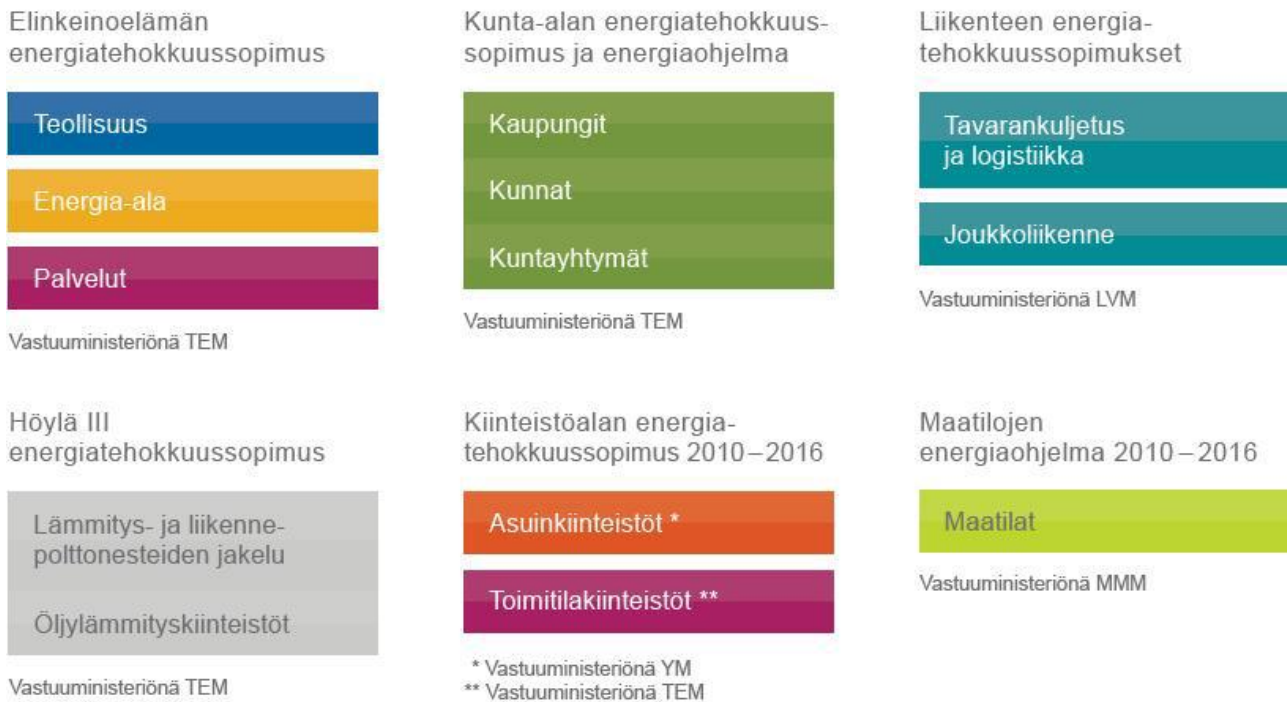 Elinkeinoelämän
energiatehokkuussopimus
Teollisuus
Energia-ala
Palvelut
Vastuuministeriönä TEM
Kunta-alan energiatehokkuus-
sopimus ja energiaohjelma
Kaupungit
Kunnat
Kuntayhtymät
Vastuuministeriönä TEM
Liikenteen energia-
tehokkuussopimukset
Tavarankuljetus
ja logistiikka
Joukkoliikenne
Vastuuministeriönä LVM
Höylä III
energiatehokkuussopimus
Lämmitys- ja liikenne-
polttonesteiden jakelu
Öljylämmityskiinteistöt
Vastuuministeriönä TEM
Kiinteistöalan energia-
tehokkuussopimus 2010–2016
Asuinkiinteistöt *
Toimitilakiinteistöt **
* Vastuuministeriönä YM
** Vastuuministeriönä TEM
Maatilojen
energiaohjelma 2010–2016
Maatilat
Vastuuministeriönä MMM